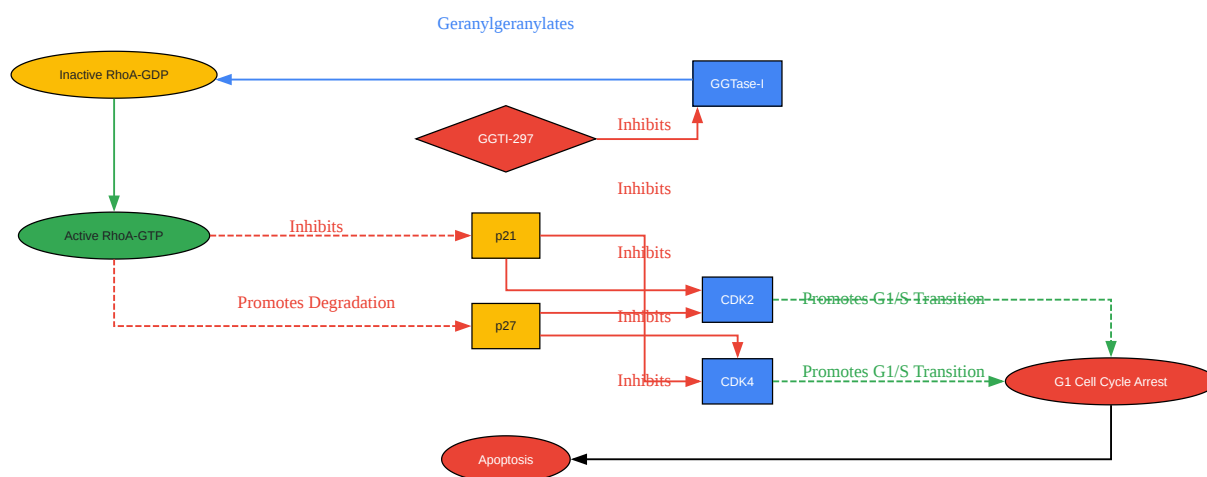 Geranylgeranylates
Inactive RhoA-GDP
GGTase-I
GGTI-297
Inhibits
Inhibits
Active RhoA-GTP
Inhibits
p21
Inhibits
CDK2
Promotes G1/S Transition
Promotes Degradation
p27
Inhibits
Inhibits
CDK4
Promotes G1/S Transition
G1 Cell Cycle Arrest
Apoptosis